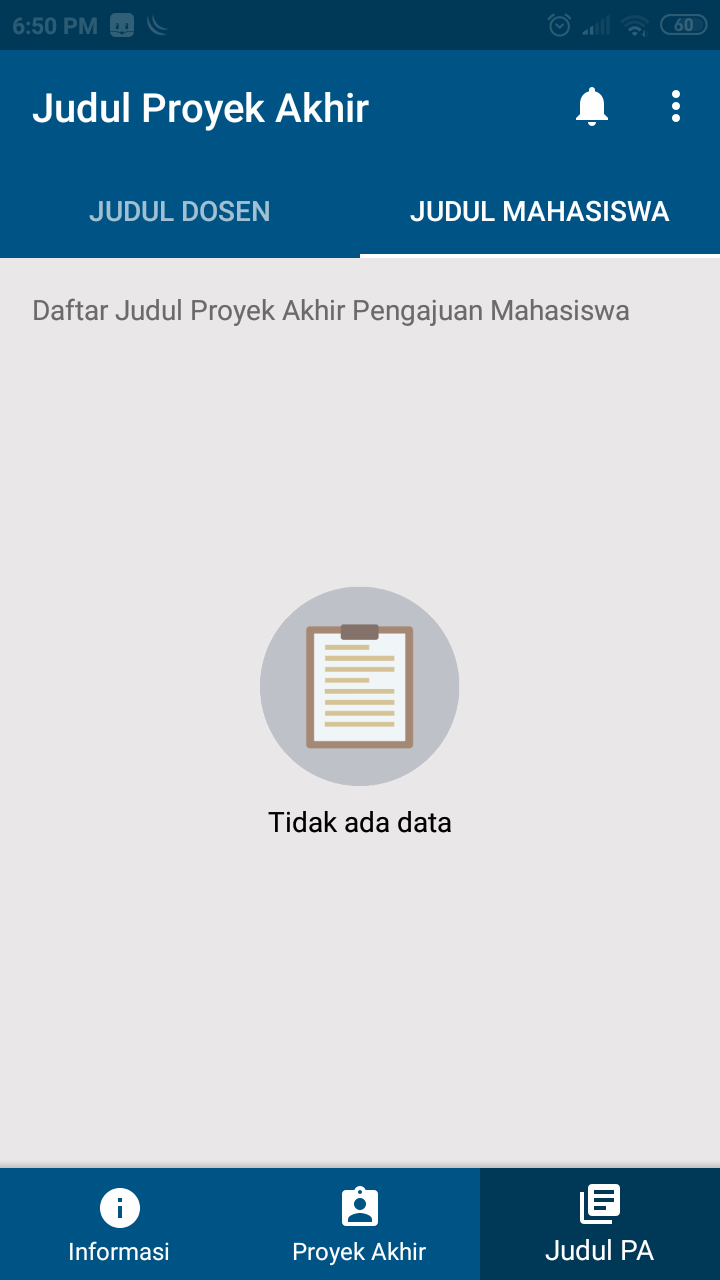 6:50 PM 60
Judul Proyek Akhir
JUDUL DOSEN JUDUL MAHASISWA
Daftar Judul Proyek Akhir Pengajuan Mahasiswa
Tidak ada data
Informasi Proyek Akhir Judul PA